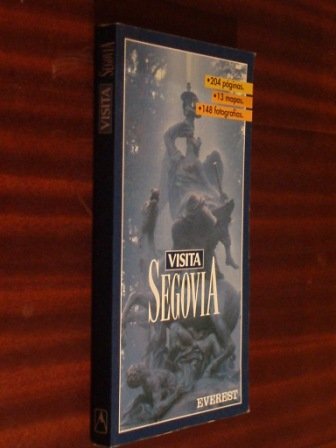 VISITA SEGOVIA
•204 páginas.
•13 mapas.
•148 fotografías.
VISITA
SEGOVIA
EVEREST